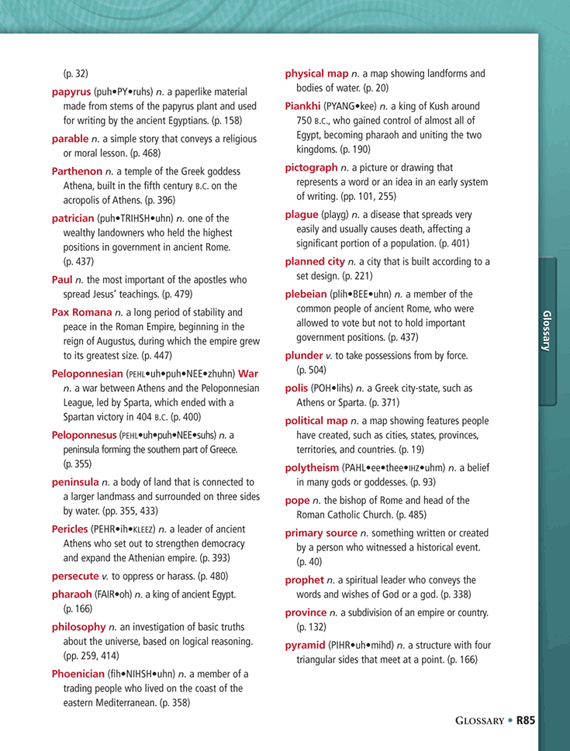 (p. 32)
papyrus (puh•PY•ruhs) n. a paperlike material
made from stems of the papyrus plant and used
for writing by the ancient Egyptians. (p. 158)
parable n. a simple story that conveys a religious
or moral lesson. (p. 468)
Parthenon n. a temple of the Greek goddess
Athena, built in the fifth century B.C. on the
acropolis of Athens. (p. 396)
patrician (puh•TRIHSH•uhn) n. one of the
wealthy landowners who held the highest
positions in government in ancient Rome.
(p. 437)
Paul n. the most important of the apostles who
spread Jesus' teachings. (p. 479)
Pax Romana n. a long period of stability and
peace in the Roman Empire, beginning in the
reign of Augustus, during which the empire grew
to its greatest size. (p. 447)
Peloponnesian (PEHL•uh•puh•NEE•zhuhn) War
n. a war between Athens and the Peloponnesian
League, led by Sparta, which ended with a
Spartan victory in 404 B.C. (p. 400)
Peloponnesus (PEHL•uh•puh•NEE•suhs) n. a
peninsula forming the southern part of Greece.
(p. 355)
peninsula n. a body of land that is connected to
a larger landmass and surrounded on three sides
by water. (pp. 355, 433)
Pericles (PEHR•ih•KLEEZ) n. a leader of ancient
Athens who set out to strengthen democracy
and expand the Athenian empire. (p. 393)
persecute v. to oppress or harass. (p. 480)
pharaoh (FAIR•oh) n. a king of ancient Egypt.
(p. 166)
philosophy n. an investigation of basic truths
about the universe, based on logical reasoning.
(pp. 259, 414)
Phoenician (fih•NIHSH•uhn) n. a member of a
trading people who lived on the coast of the
eastern Mediterranean. (p. 358)
physical map n. a map showing landforms and
bodies of water. (p. 20)
Piankhi (PYANG•kee) n. a king of Kush around
750 B.C., who gained control of almost all of
Egypt, becoming pharaoh and uniting the two
kingdoms. (p. 190)
pictograph n. a picture or drawing that
represents a word or an idea in an early system
of writing. (pp. 101, 255)
plague (playg) n. a disease that spreads very
easily and usually causes death, affecting a
significant portion of a population. (p. 401)
planned city n. a city that is built according to a
set design. (p. 221)
plebeian (plih•BEE•uhn) n. a member of the
common people of ancient Rome, who were
allowed to vote but not to hold important
government positions. (p. 437)
plunder v. to take possessions from by force.
(p. 504)
polis (POH•lihs) n. a Greek city-state, such as
Athens or Sparta. (p. 371)
political map n. a map showing features people
have created, such as cities, states, provinces,
territories, and countries. (p. 19)
polytheism (PAHL•ee•thee•IHZ•uhm) n. a belief
in many gods or goddesses. (p. 93)
pope n. the bishop of Rome and head of the
Roman Catholic Church. (p. 485)
primary source n. something written or created
by a person who witnessed a historical event.
(p. 40)
prophet n. a spiritual leader who conveys the
words and wishes of God or a god. (p. 338)
province n. a subdivision of an empire or country.
(p. 132)
pyramid (PIHR•uh•mihd) n. a structure with four
triangular sides that meet at a point. (p. 166)
Glossary
GLOSSARY • R85